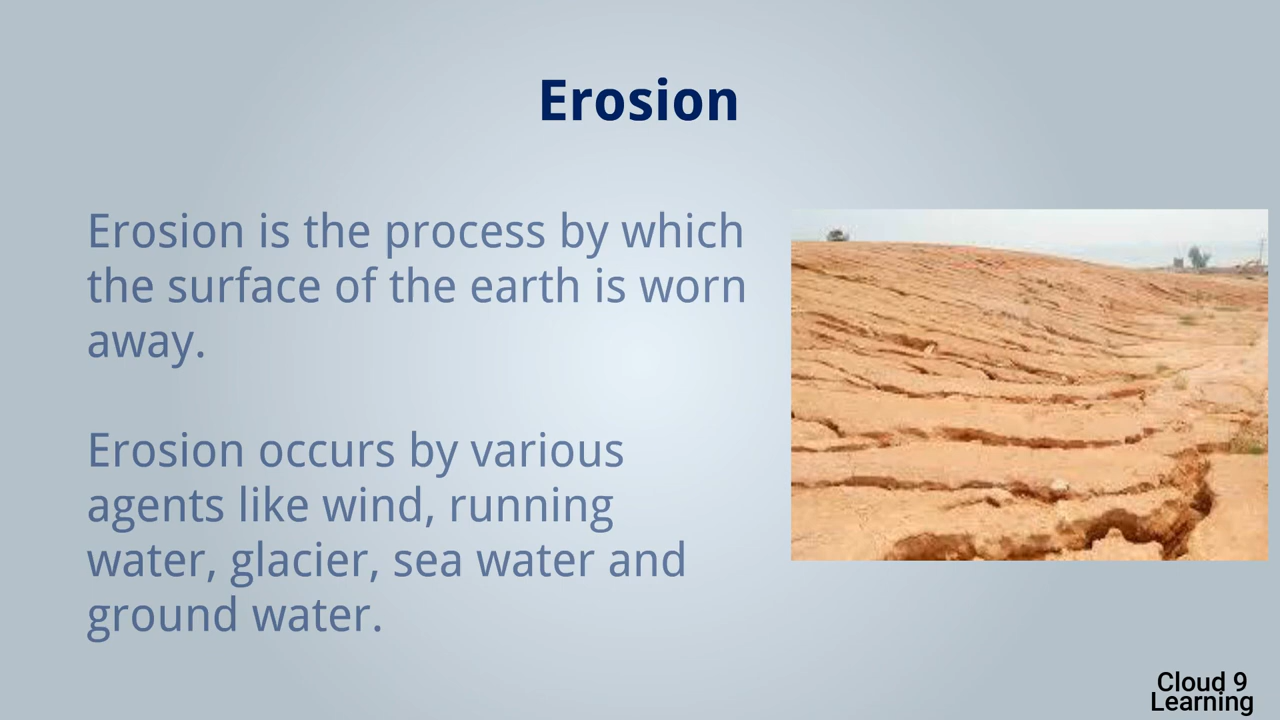 Erosion
Erosion is the process by which
the surface of the earth is worn
away.
Erosion occurs by various
agents like wind, running
water, glacier, sea water and
ground water.
Cloud 9
Learning